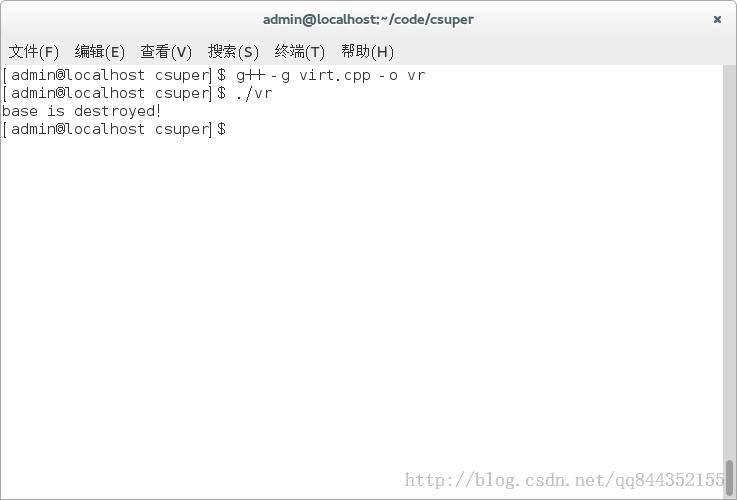 admin@localhost:~/code/csuper ×
文件(F) 编辑(E) 查看(V) 搜索(S) 终端(T) 帮助(H)
[admin@localhost csuper]$ g++ -g virt.cpp -o vr
[admin@localhost csuper]$ ./vr
base is destroyed!
[admin@localhost csuper]$
http://blog.csdn.net/qq844352155